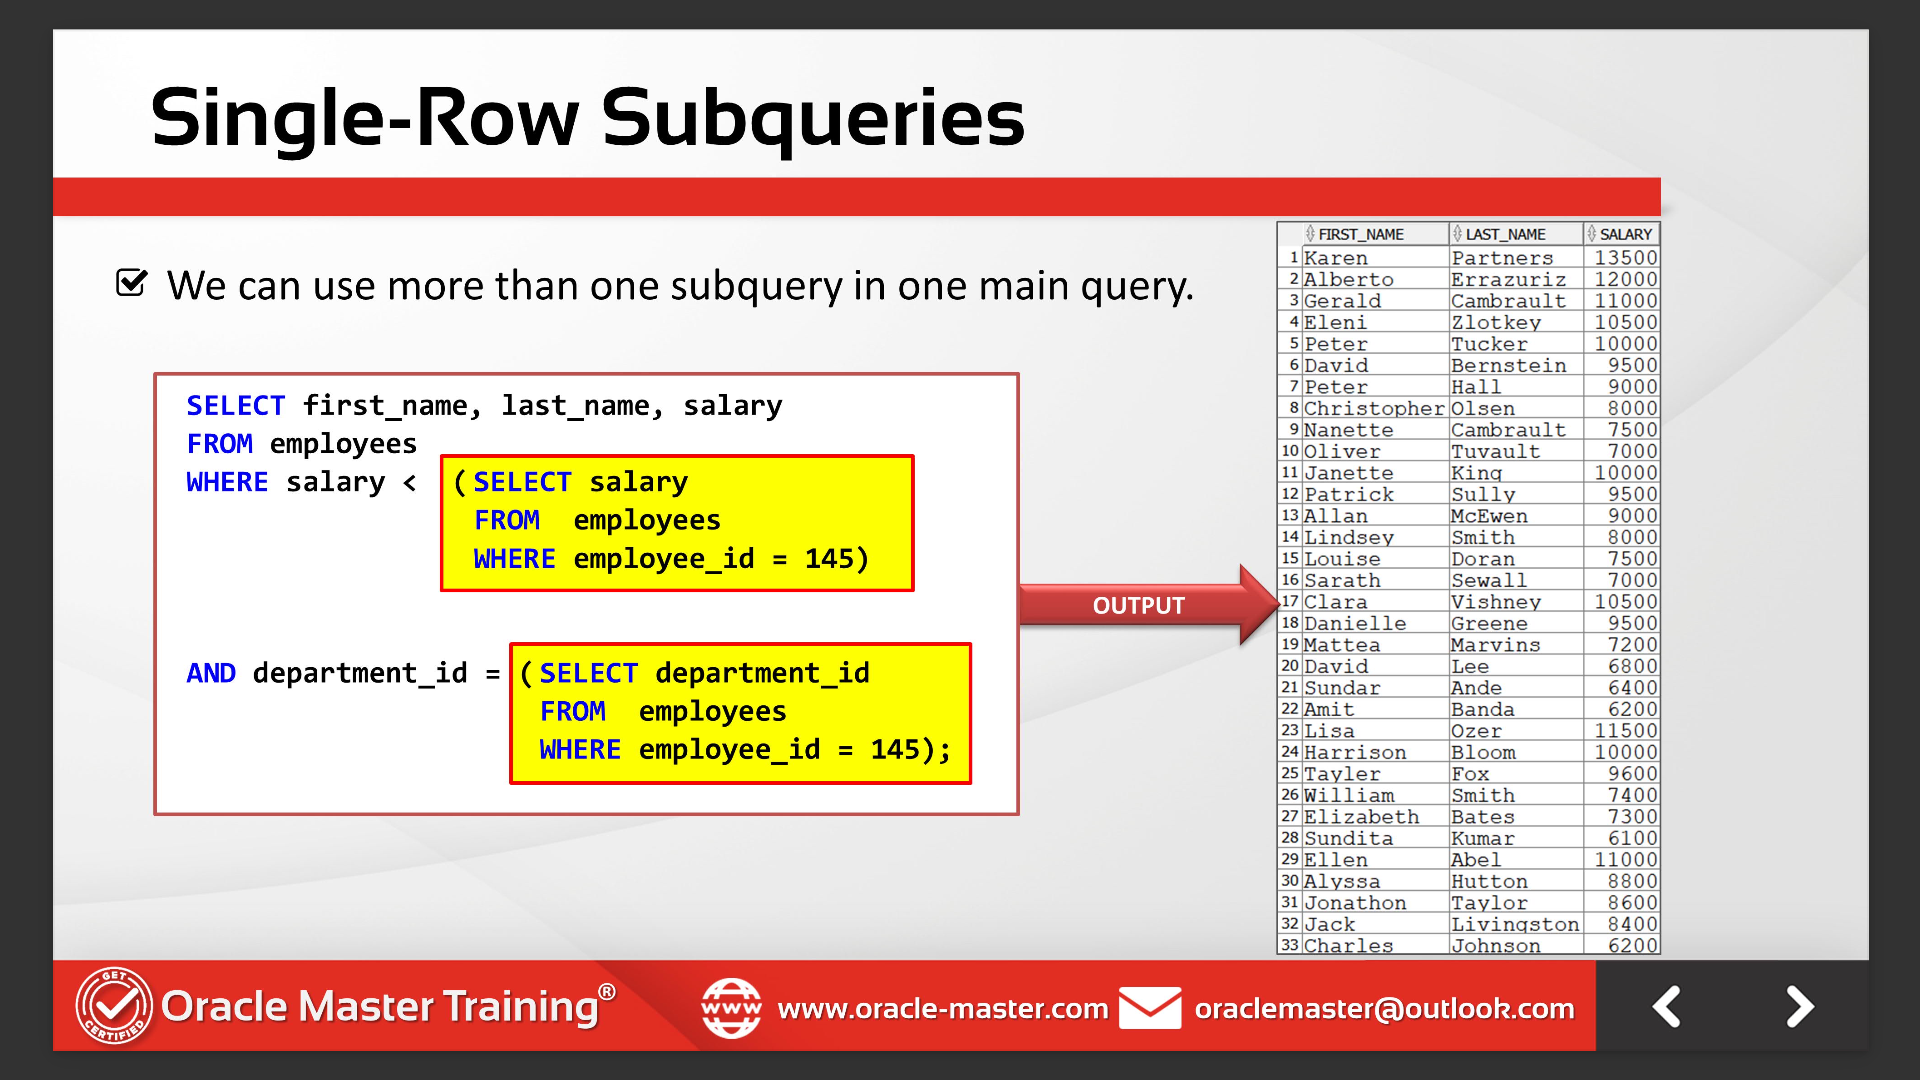 Single-Row Subqueries
We can use more than one subquery in one main query.
SELECT first_name, last_name, salary
FROM employees
WHERE salary < (SELECT salary
FROM employees
WHERE employee_id = 145)
AND department_id = (SELECT department_id
FROM employees
WHERE employee_id = 145);
OUTPUT
FIRST_NAME LAST_NAME SALARY
1 Karen Partners 13500
2 Alberto Errazuriz 12000
3 Gerald Cambrault 11000
4 Eleni Zlotkey 10500
5 Peter Tucker 10000
6 David Bernstein 9500
7 Peter Hall 9000
8 Christopher Olsen 8000
9 Nanette Cambrault 7500
10 Oliver Tuvault 7000
11 Janette King 10000
12 Patrick Sully 9500
13 Allan McEwen 9000
14 Lindsey Smith 8000
15 Louise Doran 7500
16 Sarath Sewall 7000
17 Clara Vishney 10500
18 Danielle Greene 9500
19 Mattea Marvins 7200
20 David Lee 6800
21 Sundar Ande 6400
22 Amit Banda 6200
23 Lisa Ozer 11500
24 Harrison Bloom 10000
25 Tayler Fox 9600
26 William Smith 7400
27 Elizabeth Bates 7300
28 Sundita Kumar 6100
29 Ellen Abel 11000
30 Alyssa Hutton 8800
31 Jonathon Taylor 8600
32 Jack Livingston 8400
33 Charles Johnson 6200
GET
CERTIFIED
Oracle Master Training®
www
www.oracle-master.com
oraclemaster@outlook.com